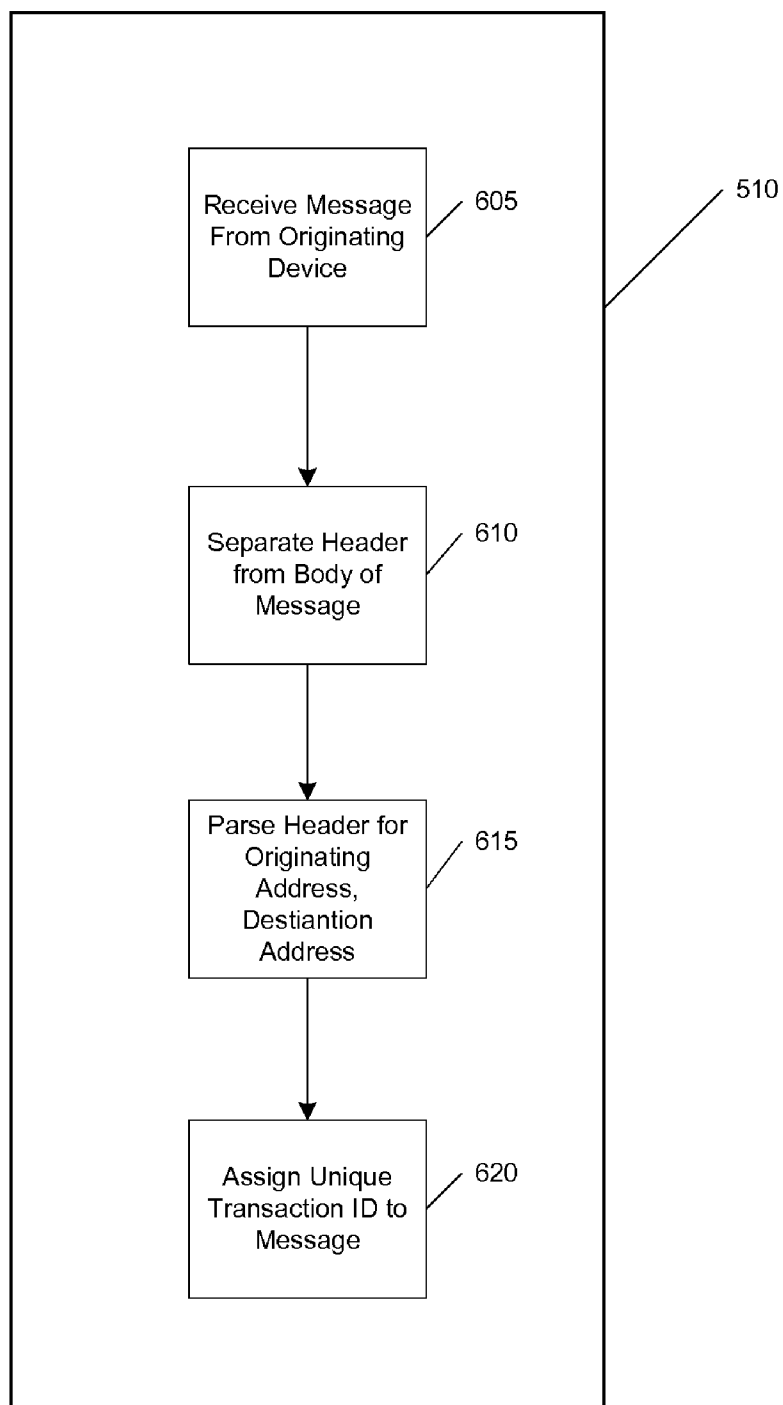 Receive Message
From Originating
Device
605
510
Separate Header
from Body of
Message
610
Parse Header for
Originating
Address,
Destiantion
Address
615
Assign Unique
Transaction ID to
Message
620